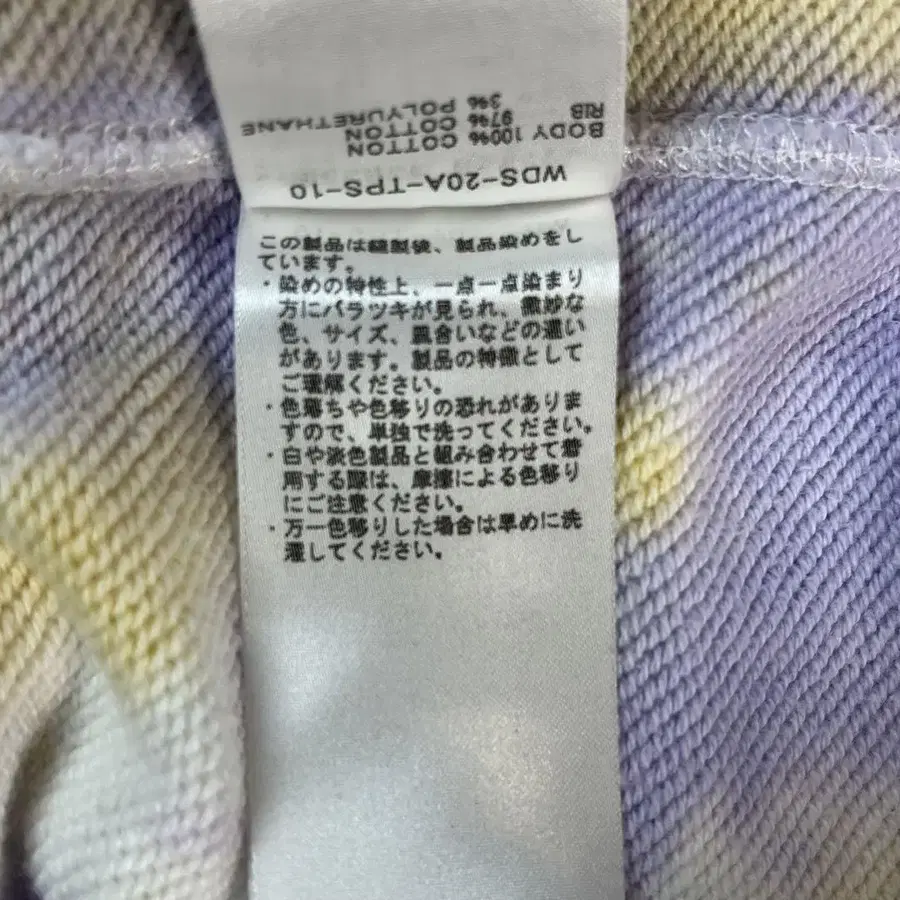 BODY 100% COTTON
RIB 97% COTTON
3% POLYURETHANE
WDS-20A-TPS-10
この製品は縫製後、製品染めをし
ています。
・染めの特性上、一点一点染まり
方にバラツキが見られ、微妙な
色、サイズ、風合いなどの違い
があります。製品の特徴として
ご理解ください。
・色落ちや色移りの恐れがありま
すので、単独で洗ってください。
・白や淡色製品と組み合わせて着
用する際は、摩擦による色移り
にご注意ください。
・万一色移りした場合は早めに洗
濯してください。